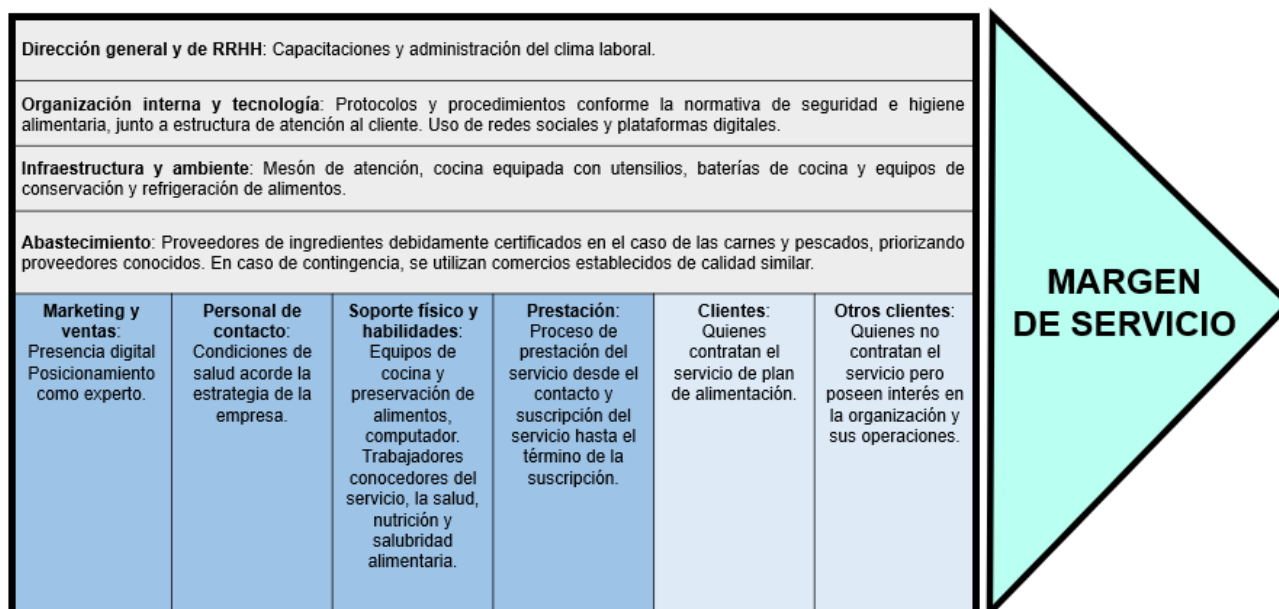 Dirección general y de RRHH: Capacitaciones y administración del clima laboral.
Organización interna y tecnología: Protocolos y procedimientos conforme la normativa de seguridad e higiene
alimentaria, junto a estructura de atención al cliente. Uso de redes sociales y plataformas digitales.
Infraestructura y ambiente: Mesón de atención, cocina equipada con utensilios, baterías de cocina y equipos de
conservación y refrigeración de alimentos.
Abastecimiento: Proveedores de ingredientes debidamente certificados en el caso de las carnes y pescados, priorizando
proveedores conocidos. En caso de contingencia, se utilizan comercios establecidos de calidad similar.
Marketing y
ventas:
Presencia digital
Posicionamiento
como experto.
Personal de
contacto:
Condiciones de
salud acorde la
estrategia de la
empresa.
Soporte físico y
habilidades:
Equipos de
cocina y
preservación de
alimentos,
computador.
Trabajadores
conocedores del
servicio, la salud,
nutrición y
salubridad
alimentaria.
Prestación:
Proceso de
prestación del
servicio desde el
contacto y
suscripción del
servicio hasta el
término de la
suscripción.
Clientes:
Quienes
contratan el
servicio de plan
de alimentación.
Otros clientes:
Quienes no
contratan el
servicio pero
poseen interés en
la organización y
sus operaciones.
MARGEN
DE SERVICIO